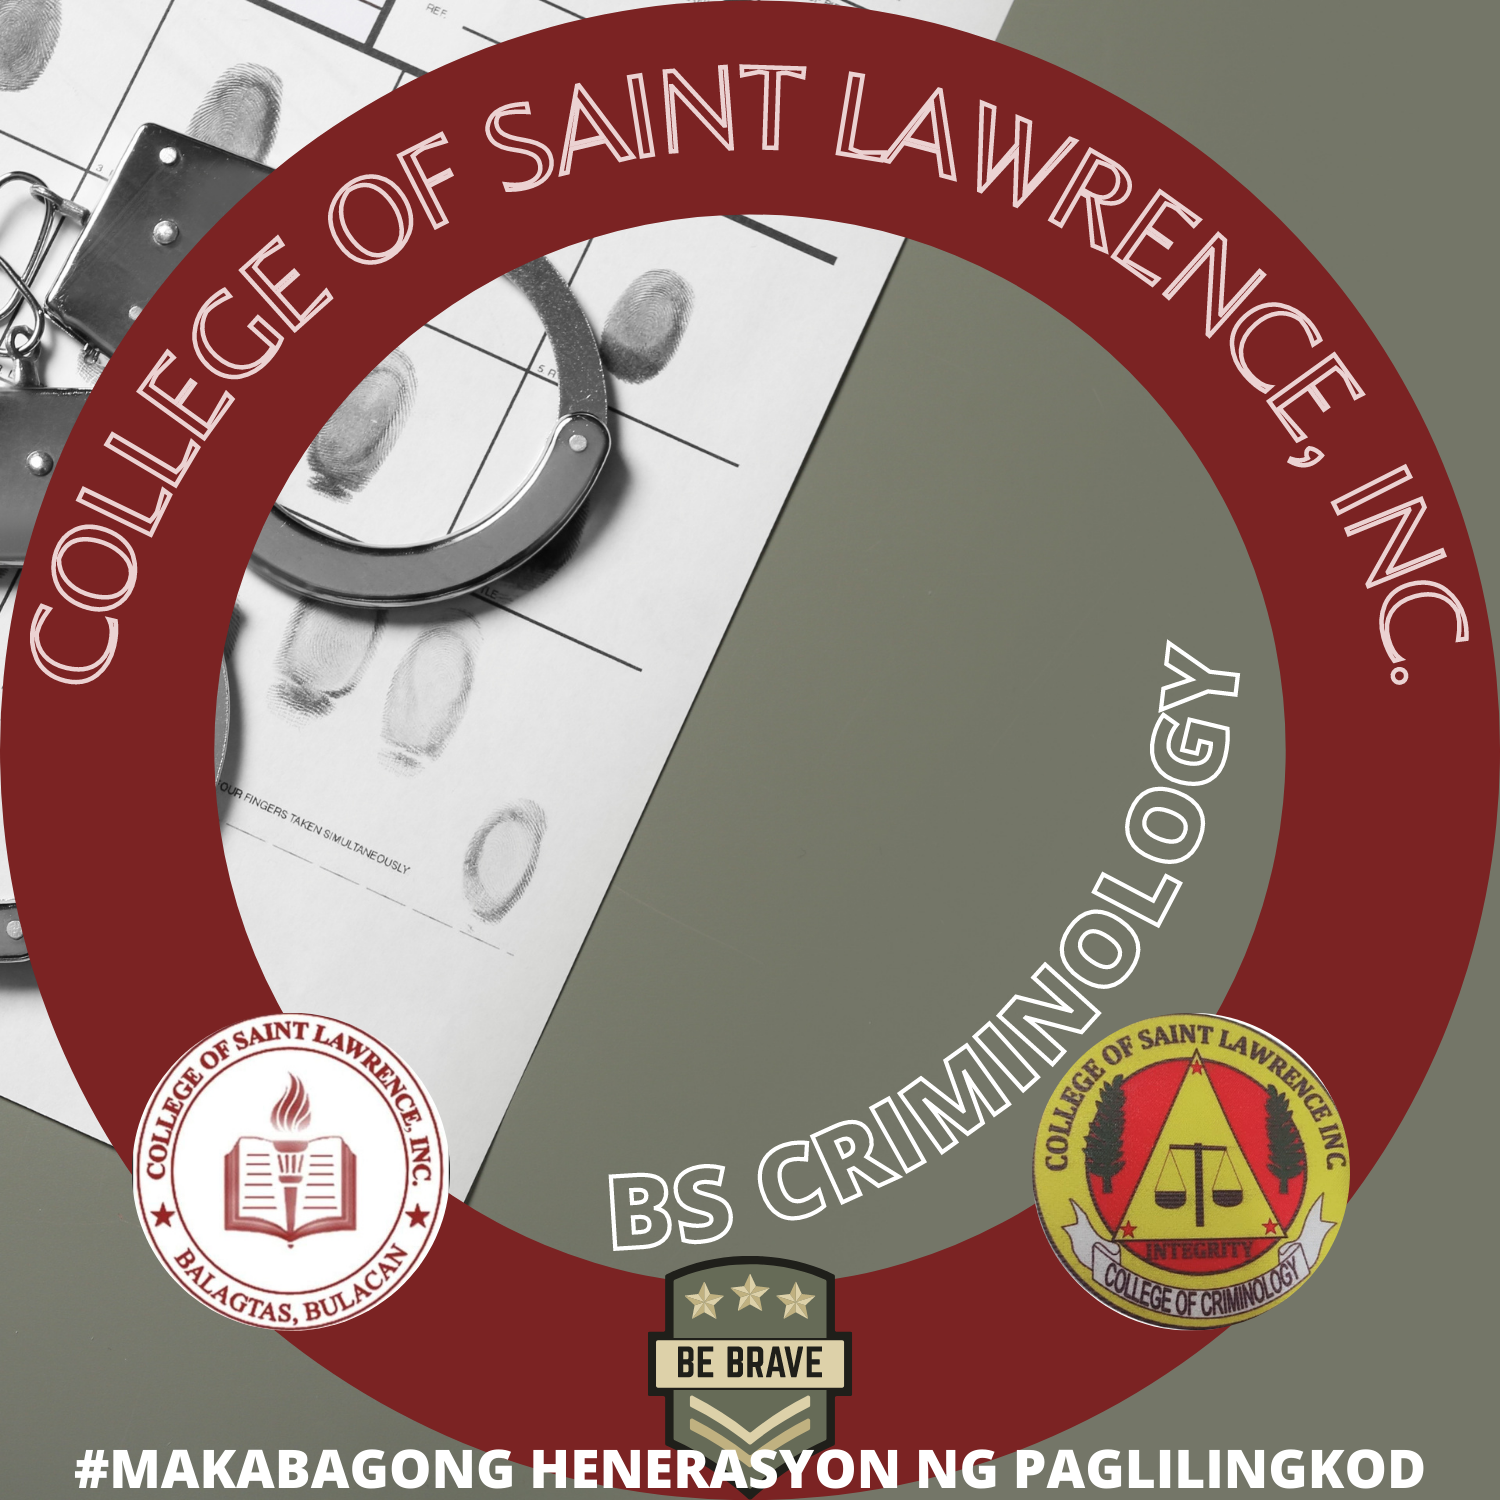 REF.
COLLEGE OF SAINT LAWRENCE, INC.
OUR FINGERS TAKEN SIMULTANEOUSLY
BS CRIMINOLOGY
COLLEGE OF SAINT LAWRENCE, INC.
BALAGTAS, BULACAN
COLLEGE OF SAINT LAWRENCE INC
INTEGRITY
COLLEGE OF CRIMINOLOGY
BE BRAVE
#MAKABAGONG HENERASYON NG PAGLILINGKOD